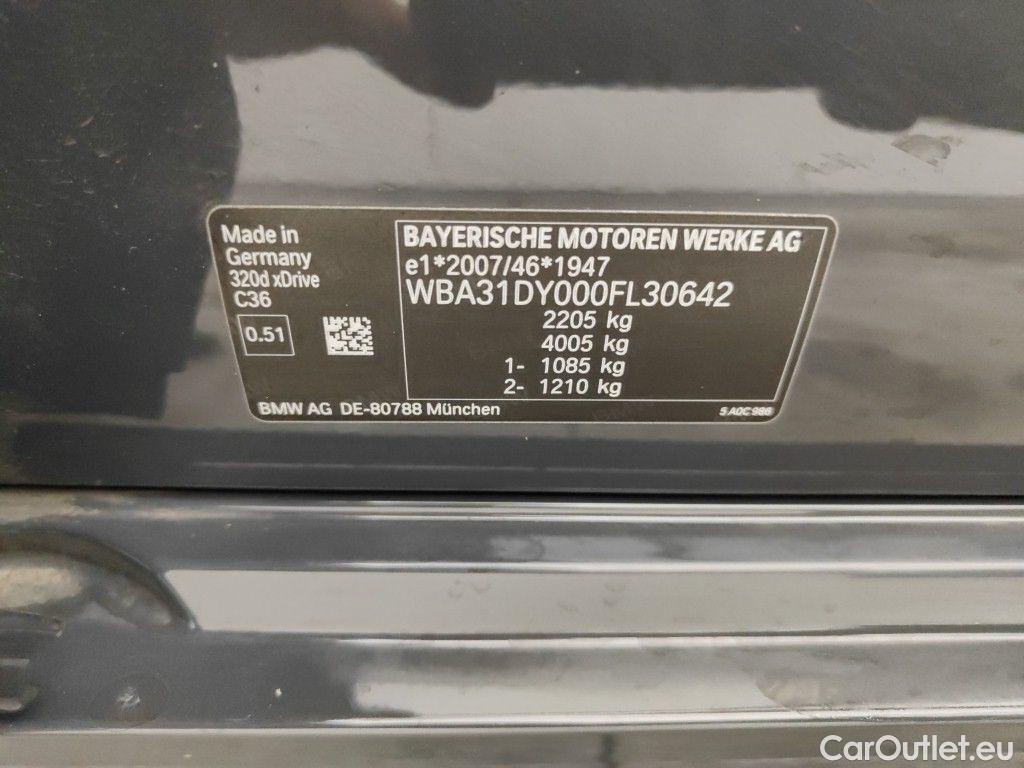 Made in
Germany
320d xDrive
C36
0.51
BAYERISCHE MOTOREN WERKE AG
e1*2007/46*1947
WBA31DY000FL30642
2205 kg
4005 kg
1- 1085 kg
2- 1210 kg
BMW AG DE-80788 München
5 A0C 986
CarOutlet.eu